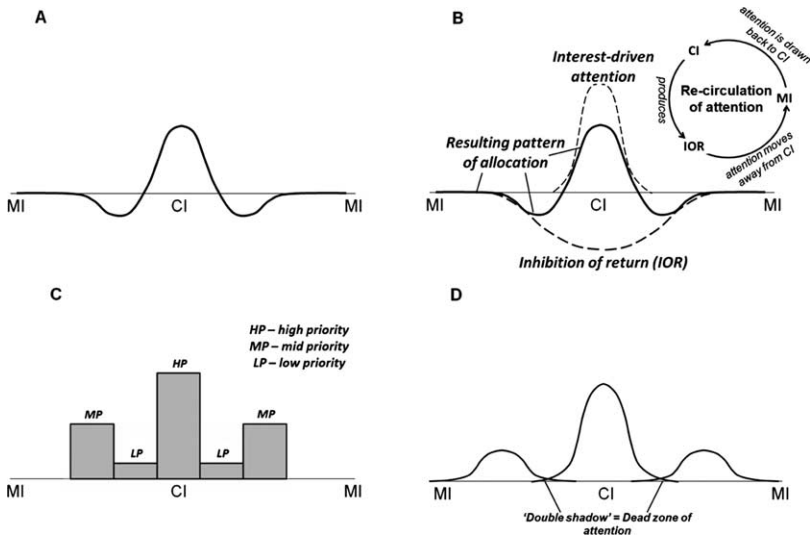 A
MI
CI
MI
B
Interest-driven
attention
Resulting pattern
of allocation
MI
CI
MI
Inhibition of return (IOR)
CI
attention is drawn
back to CI
produces
Re-circulation
of attention
MI
IOR
attention moves
away from CI
C
HP – high priority
MP – mid priority
LP – low priority
HP
MP
MP
LP
LP
MI
CI
MI
D
MI
CI
MI
'Double shadow' = Dead zone of
attention